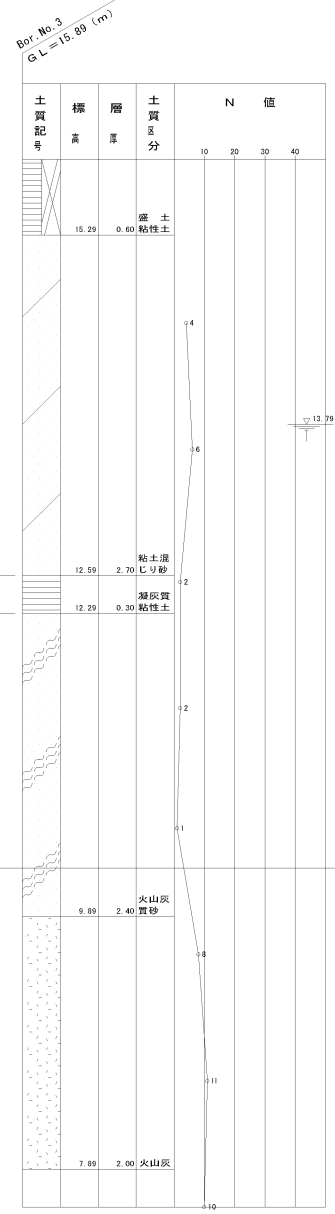 Bor.No.3
GL=15.89 (m)
土質記号 標高 層厚 土質区分 N 値
10 20 30 40
盛 土
15.29 0.60 粘性土
4
13.79
6
粘土混
12.59 2.70 じり砂
2
凝灰質
12.29 0.30 粘性土
2
1
火山灰
9.89 2.40 質砂
8
11
7.89 2.00 火山灰
10